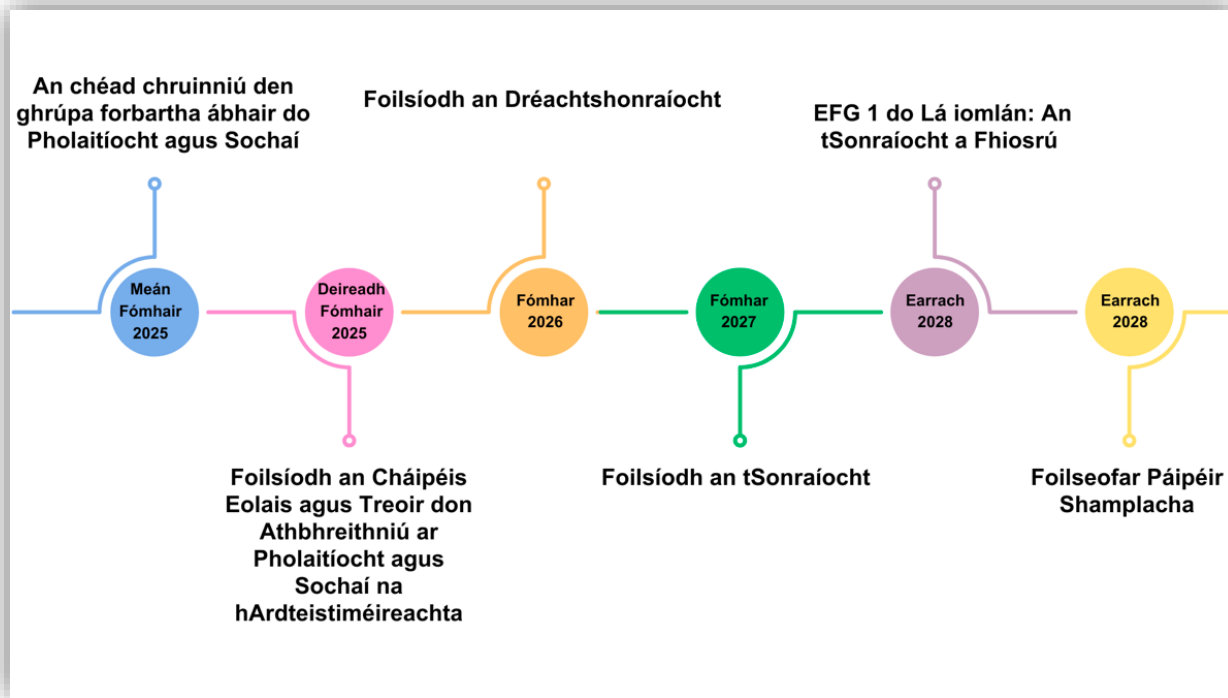 An chéad chruinniú den
ghrúpa forbartha ábhair do
Pholaitíocht agus Sochaí
Meán
Fómhair
2025
Deireadh
Fómhair
2025
Foilsíodh an Cháipéis
Eolais agus Treoir don
Athbhreithniú ar
Pholaitíocht agus
Sochaí na
hArdteistiméireachta
Foilsíodh an Dréachtshonraíocht
Fómhar
2026
Fómhar
2027
Foilsíodh an tSonraíocht
EFG 1 do Lá iomlán: An
tSonraíocht a Fhiosrú
Earrach
2028
Earrach
2028
Foilseofar Páipéir
Shamplacha